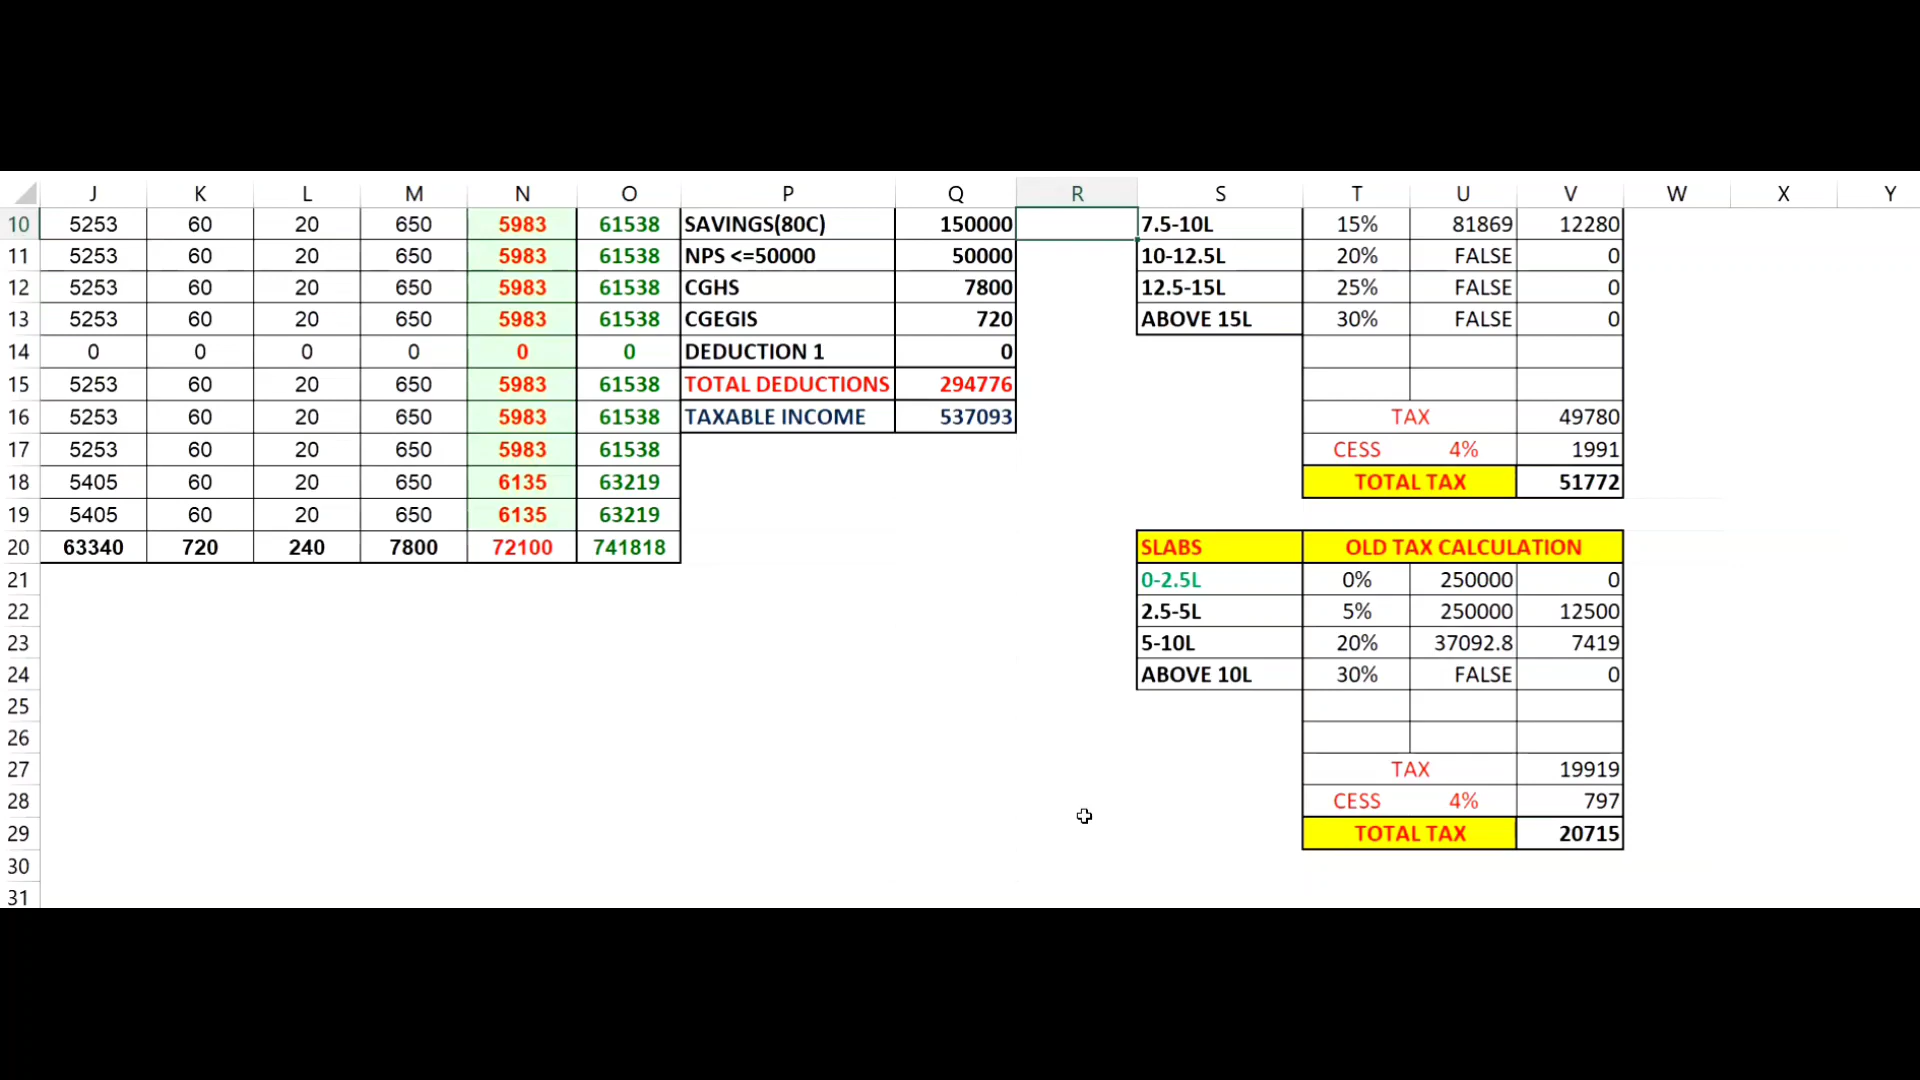 J K L M N O P Q R S T U V W X Y
10 5253 60 20 650 5983 61538 SAVINGS(80C) 150000 7.5-10L 15% 81869 12280
11 5253 60 20 650 5983 61538 NPS <=50000 50000 10-12.5L 20% FALSE 0
12 5253 60 20 650 5983 61538 CGHS 7800 12.5-15L 25% FALSE 0
13 5253 60 20 650 5983 61538 CGEGIS 720 ABOVE 15L 30% FALSE 0
14 0 0 0 0 0 0 DEDUCTION 1 0
15 5253 60 20 650 5983 61538 TOTAL DEDUCTIONS 294776
16 5253 60 20 650 5983 61538 TAXABLE INCOME 537093 TAX 49780
17 5253 60 20 650 5983 61538 CESS 4% 1991
18 5405 60 20 650 6135 63219 TOTAL TAX 51772
19 5405 60 20 650 6135 63219
20 63340 720 240 7800 72100 741818 SLABS OLD TAX CALCULATION
21 0-2.5L 0% 250000 0
22 2.5-5L 5% 250000 12500
23 5-10L 20% 37092.8 7419
24 ABOVE 10L 30% FALSE 0
25
26
27 TAX 19919
28 CESS 4% 797
29 TOTAL TAX 20715
30
31